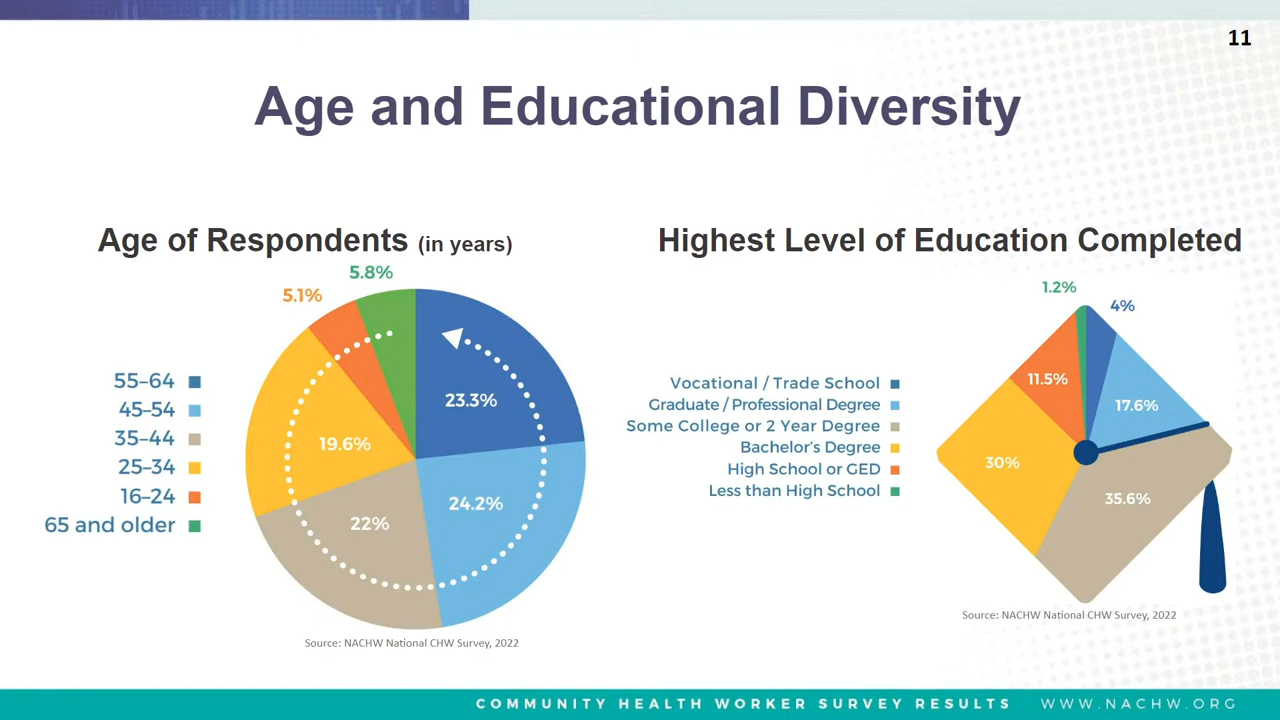 11
Age and Educational Diversity
Age of Respondents (in years)
5.8%
5.1%
23.3%
19.6%
24.2%
22%
55–64
45–54
35–44
25–34
16–24
65 and older
Source: NACHW National CHW Survey, 2022
Highest Level of Education Completed
1.2%
4%
11.5%
17.6%
30%
35.6%
Vocational / Trade School
Graduate / Professional Degree
Some College or 2 Year Degree
Bachelor's Degree
High School or GED
Less than High School
Source: NACHW National CHW Survey, 2022
COMMUNITY HEALTH WORKER SURVEY RESULTS WWW.NACHW.ORG